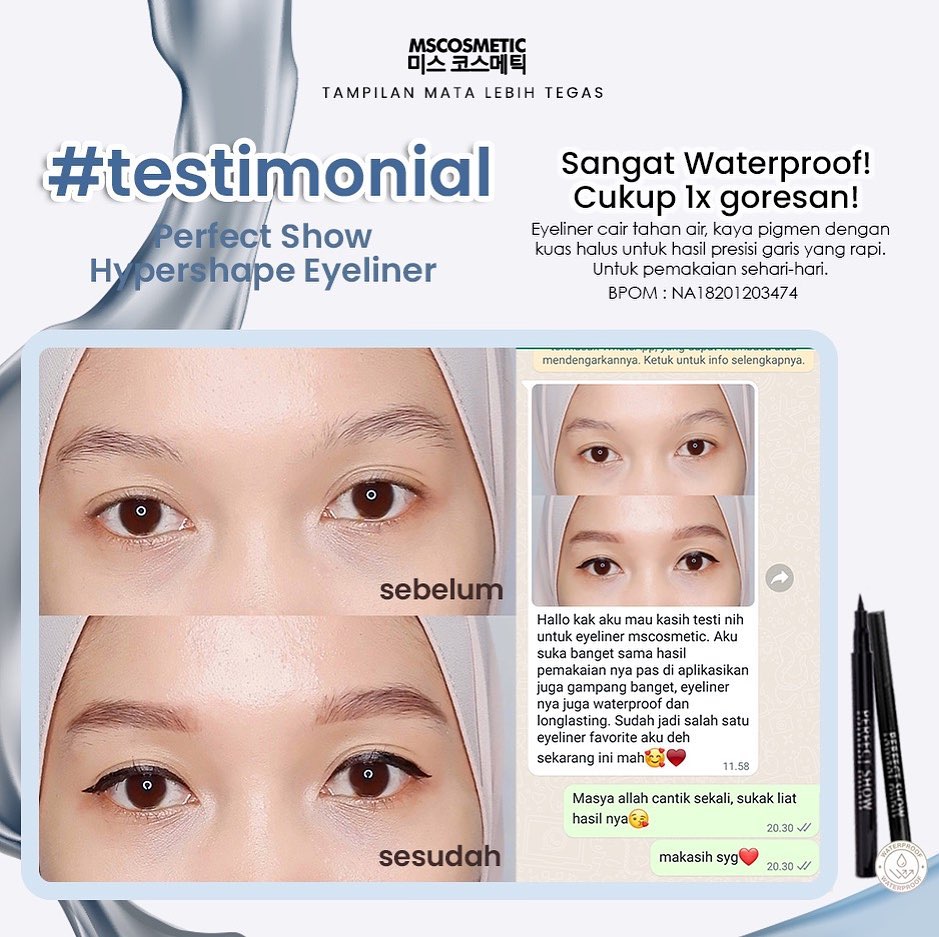 MSCOSMETIC
미스 코스메틱
TAMPILAN MATA LEBIH TEGAS
#testimonial
Perfect Show
Hypershape Eyeliner
Sangat Waterproof!
Cukup 1x goresan!
Eyeliner cair tahan air, kaya pigmen dengan
kuas halus untuk hasil presisi garis yang rapi.
Untuk pemakaian sehari-hari.
BPOM : NA18201203474
sebelum
sesudah
mendengarkannya. Ketuk untuk info selengkapnya.
Hallo kak aku mau kasih testi nih
untuk eyeliner mscosmetic. Aku
suka banget sama hasil
pemakaian nya pas di aplikasikan
juga gampang banget, eyeliner
nya juga waterproof dan
longlasting. Sudah jadi salah satu
eyeliner favorite aku deh
sekarang ini mah🥰❤️
11.58
Masya allah cantik sekali, sukak liat
hasil nya😘
20.30
makasih syg❤️
20.30
PERFECT SHOW
PERFECT SHOW
WATERPROOF
WATERPROOF